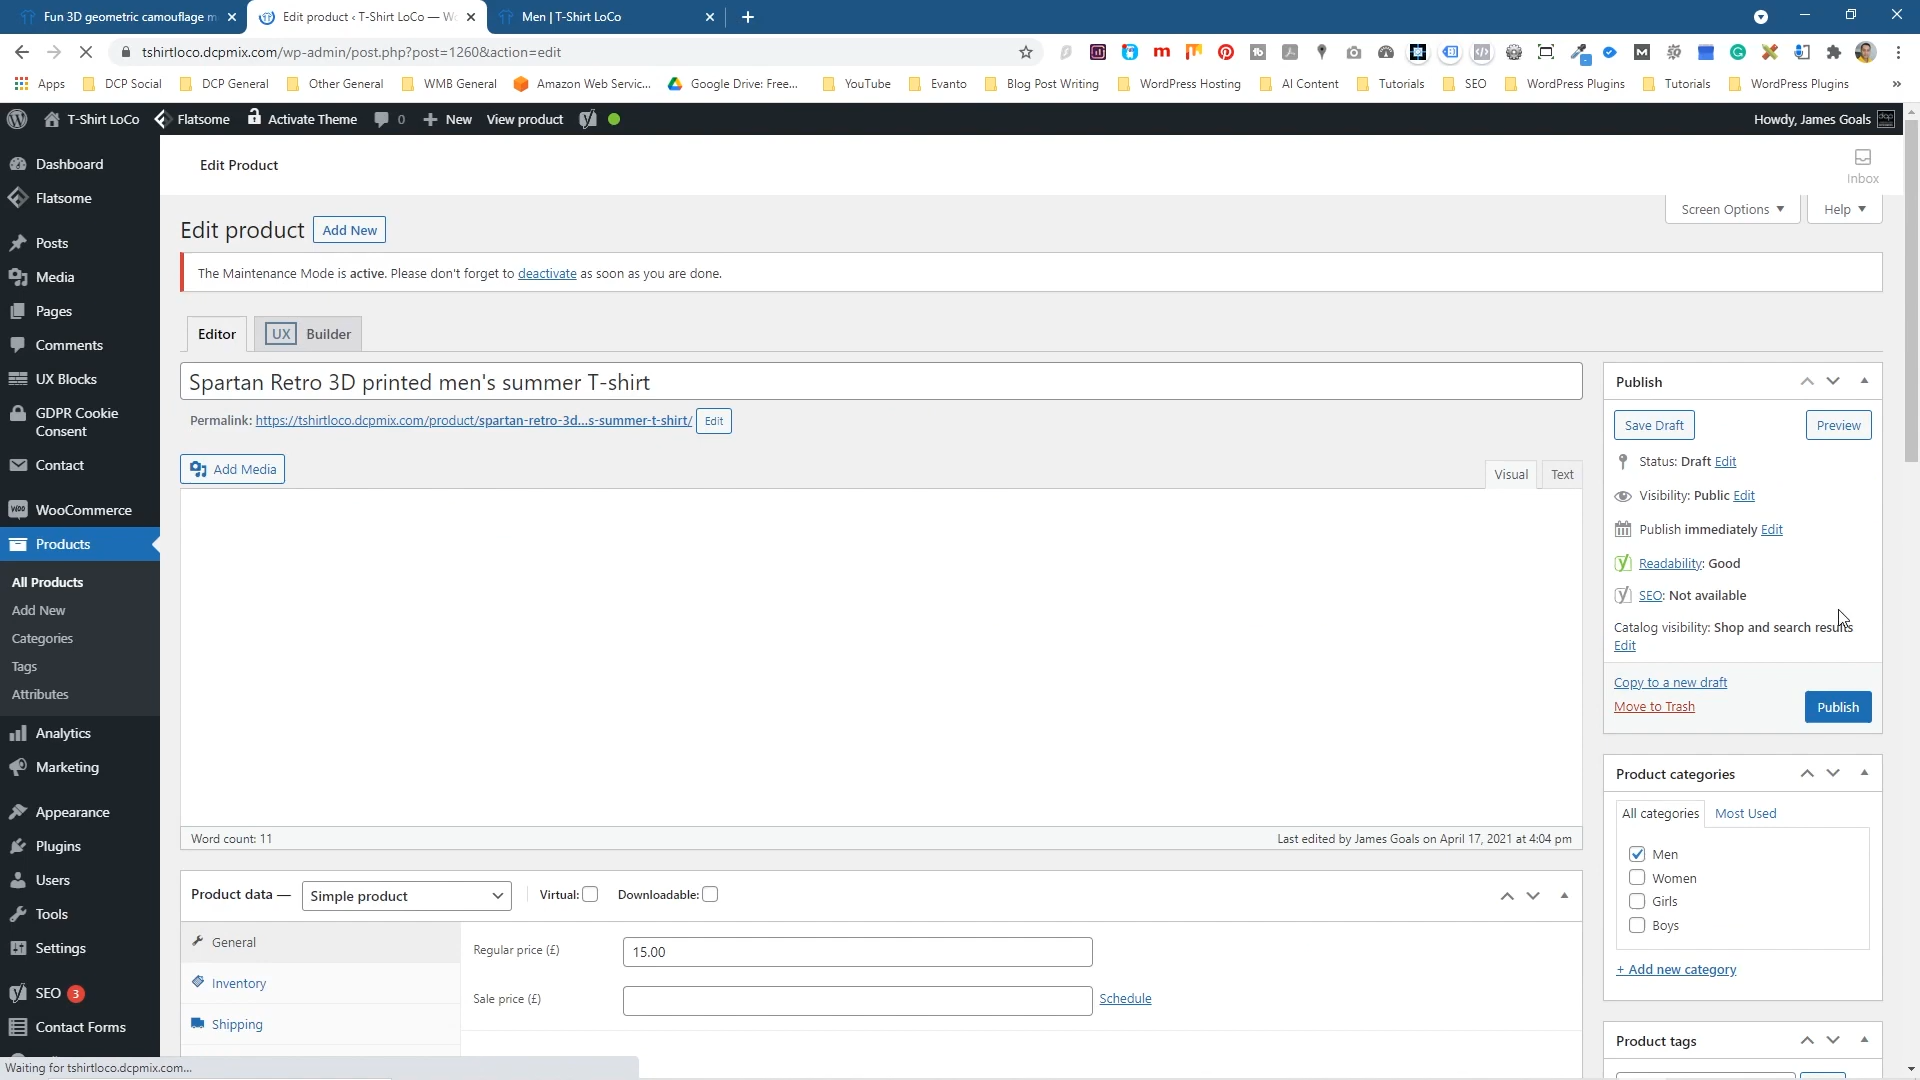 Fun 3D geometric camouflage m
Edit product ‹ T-Shirt LoCo — Wo
Men | T-Shirt LoCo
tshirtloco.dcpmix.com/wp-admin/post.php?post=1260&action=edit
Apps
DCP Social
DCP General
Other General
WMB General
Amazon Web Servic...
Google Drive: Free...
YouTube
Evanto
Blog Post Writing
WordPress Hosting
AI Content
Tutorials
SEO
WordPress Plugins
Tutorials
WordPress Plugins
»
T-Shirt LoCo
Flatsome
Activate Theme
0
New
View product
Howdy, James Goals
Dashboard
Flatsome
Posts
Media
Pages
Comments
UX Blocks
GDPR Cookie
Consent
Contact
WooCommerce
Products
All Products
Add New
Categories
Tags
Attributes
Analytics
Marketing
Appearance
Plugins
Users
Tools
Settings
SEO 3
Contact Forms
Waiting for tshirtloco.dcpmix.com...
Edit Product
Inbox
Screen Options
Help
Edit product
Add New
The Maintenance Mode is active. Please don't forget to deactivate as soon as you are done.
Editor
UX Builder
Spartan Retro 3D printed men's summer T-shirt
Permalink: https://tshirtloco.dcpmix.com/product/spartan-retro-3d...s-summer-t-shirt/ Edit
Add Media
Visual
Text
Word count: 11
Last edited by James Goals on April 17, 2021 at 4:04 pm
Product data —
Simple product
Virtual:
Downloadable:
General
Inventory
Shipping
Regular price (£)
15.00
Sale price (£)
Schedule
Publish
Save Draft
Preview
Status: Draft Edit
Visibility: Public Edit
Publish immediately Edit
Readability: Good
SEO: Not available
Catalog visibility: Shop and search results
Edit
Copy to a new draft
Move to Trash
Publish
Product categories
All categories
Most Used
Men
Women
Girls
Boys
+ Add new category
Product tags